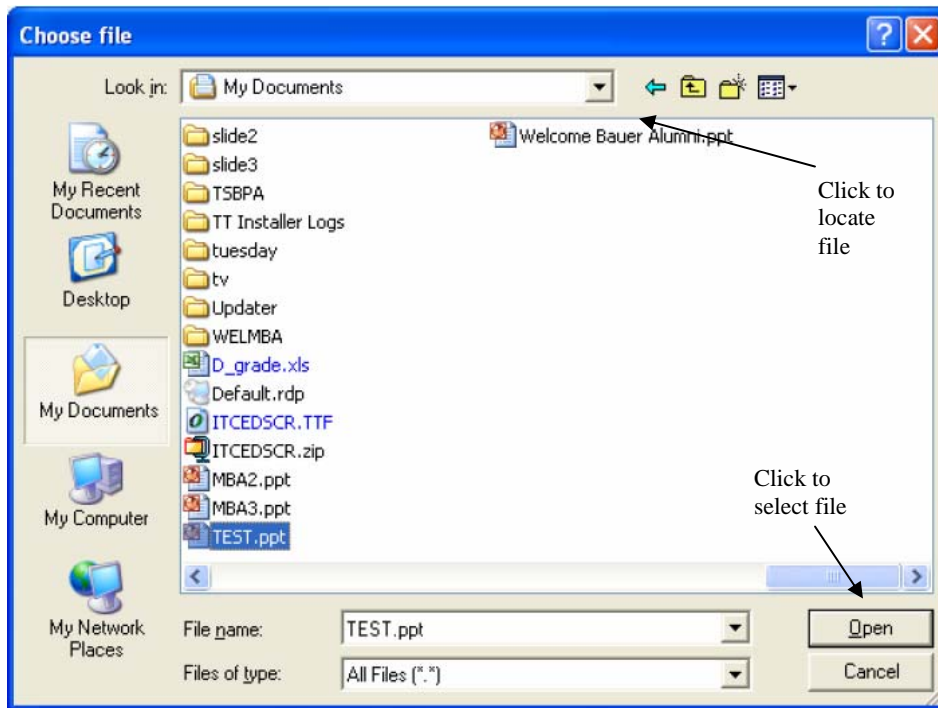 Choose file
Look in:
My Documents
My Recent
Documents
Desktop
My Documents
My Computer
My Network
Places
slide2
slide3
TSBPA
TT Installer Logs
tuesday
tv
Updater
WELMBA
D_grade.xls
Default.rdp
ITCEDSCR.TTF
ITCEDSCR.zip
MBA2.ppt
MBA3.ppt
TEST.ppt
Welcome Bauer Alumni.ppt
Click to
locate
file
Click to
select file
File name:
TEST.ppt
Open
Files of type:
All Files (*.*)
Cancel